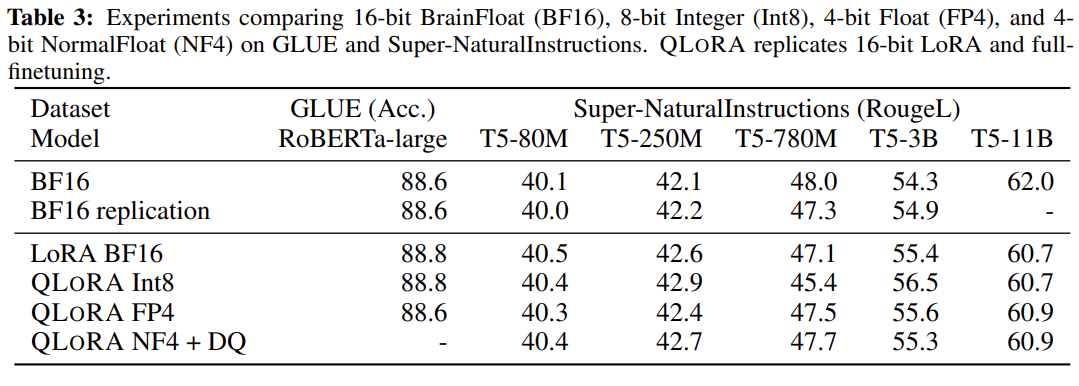 Table 3: Experiments comparing 16-bit BrainFloat (BF16), 8-bit Integer (Int8), 4-bit Float (FP4), and 4-
bit NormalFloat (NF4) on GLUE and Super-NaturalInstructions. QLORA replicates 16-bit LoRA and full-
finetuning.
Dataset GLUE (Acc.) Super-NaturalInstructions (RougeL)
Model RoBERTa-large T5-80M T5-250M T5-780M T5-3B T5-11B
BF16 88.6 40.1 42.1 48.0 54.3 62.0
BF16 replication 88.6 40.0 42.2 47.3 54.9 -
LoRA BF16 88.8 40.5 42.6 47.1 55.4 60.7
QLORA Int8 88.8 40.4 42.9 45.4 56.5 60.7
QLORA FP4 88.6 40.3 42.4 47.5 55.6 60.9
QLORA NF4 + DQ - 40.4 42.7 47.7 55.3 60.9